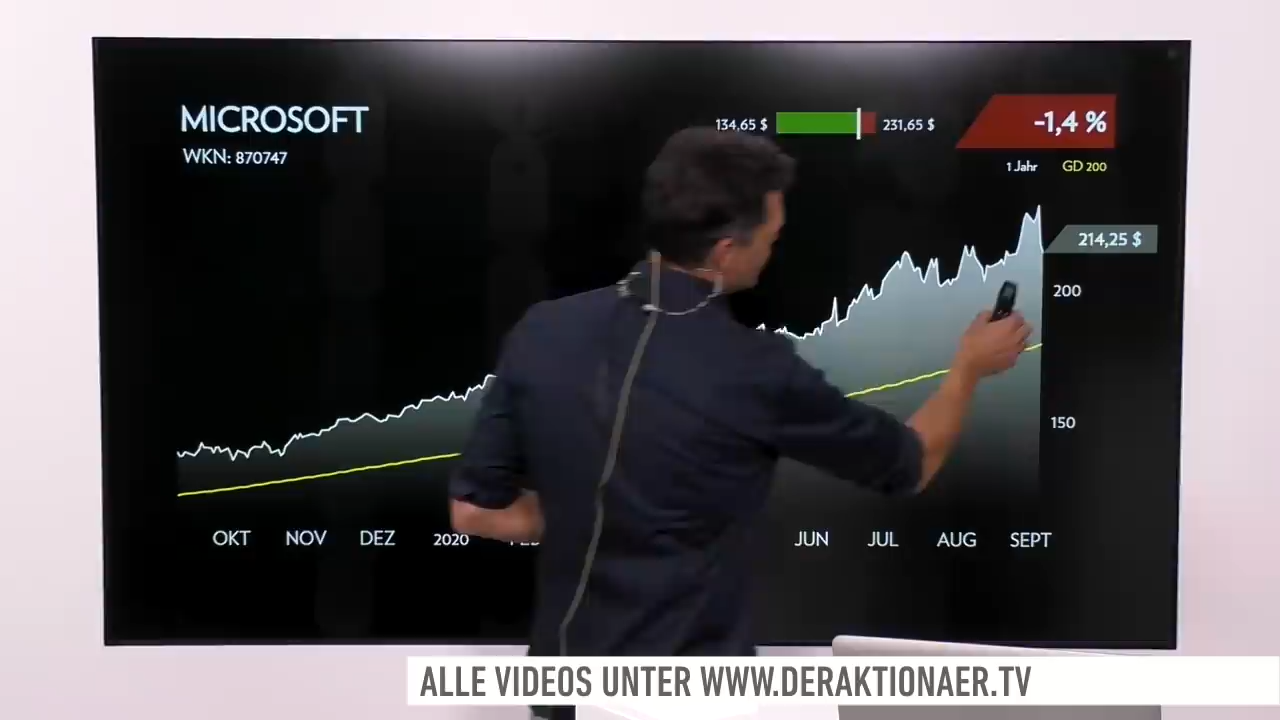 MICROSOFT
WKN: 870747
134,65 $ 231,65 $
-1,4 %
1 Jahr GD 200
214,25 $
200
150
OKT NOV DEZ 2020 JUN JUL AUG SEPT
ALLE VIDEOS UNTER WWW.DERAKTIONAER.TV